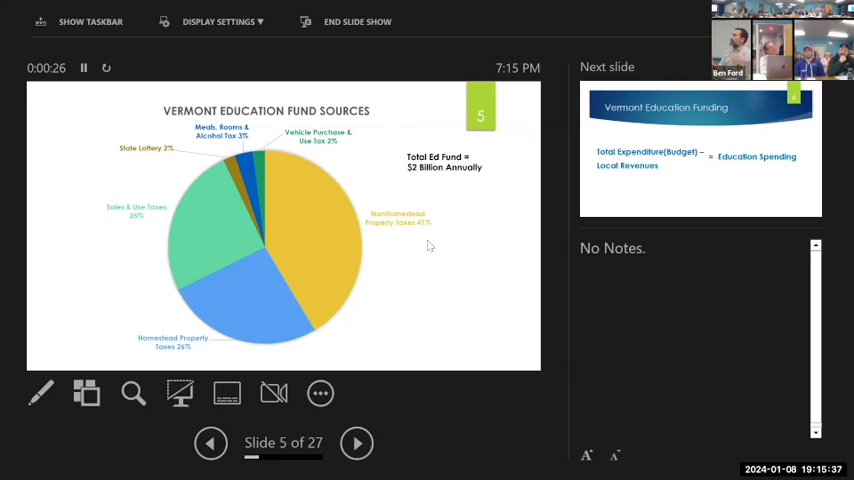 SHOW TASKBAR
DISPLAY SETTINGS ▼
END SLIDE SHOW
Ben Ford
0:00:26
7:15 PM
VERMONT EDUCATION FUND SOURCES
5
Meals, Rooms &
Alcohol Tax 3%
Vehicle Purchase &
Use Tax 2%
State Lottery 2%
Total Ed Fund =
$2 Billion Annually
Sales & Use Taxes
25%
NonHomestead
Property Taxes 41%
Homestead Property
Taxes 26%
Slide 5 of 27
Next slide
Vermont Education Funding
Total Expenditure(Budget) –
Local Revenues
= Education Spending
No Notes.
A A
2024-01-08 19:15:37